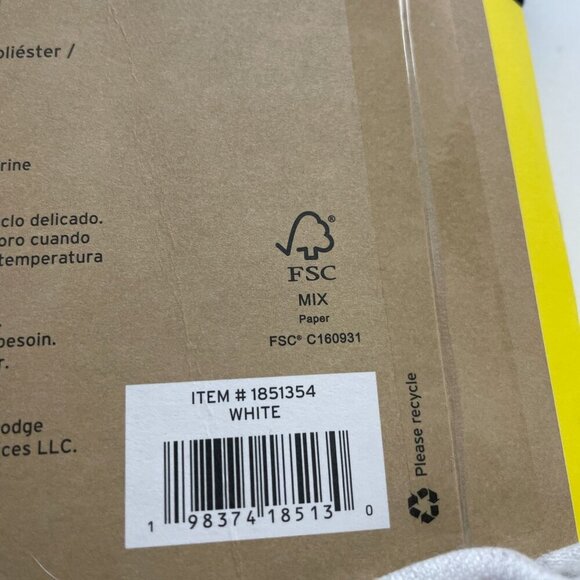 oliéster /
rine
clo delicado.
oro cuando
temperatura
besoin.
r.
odge
ces LLC.
®
FSC
MIX
Paper
FSC® C160931
ITEM # 1851354
WHITE
1 98374 18513 0
Please recycle